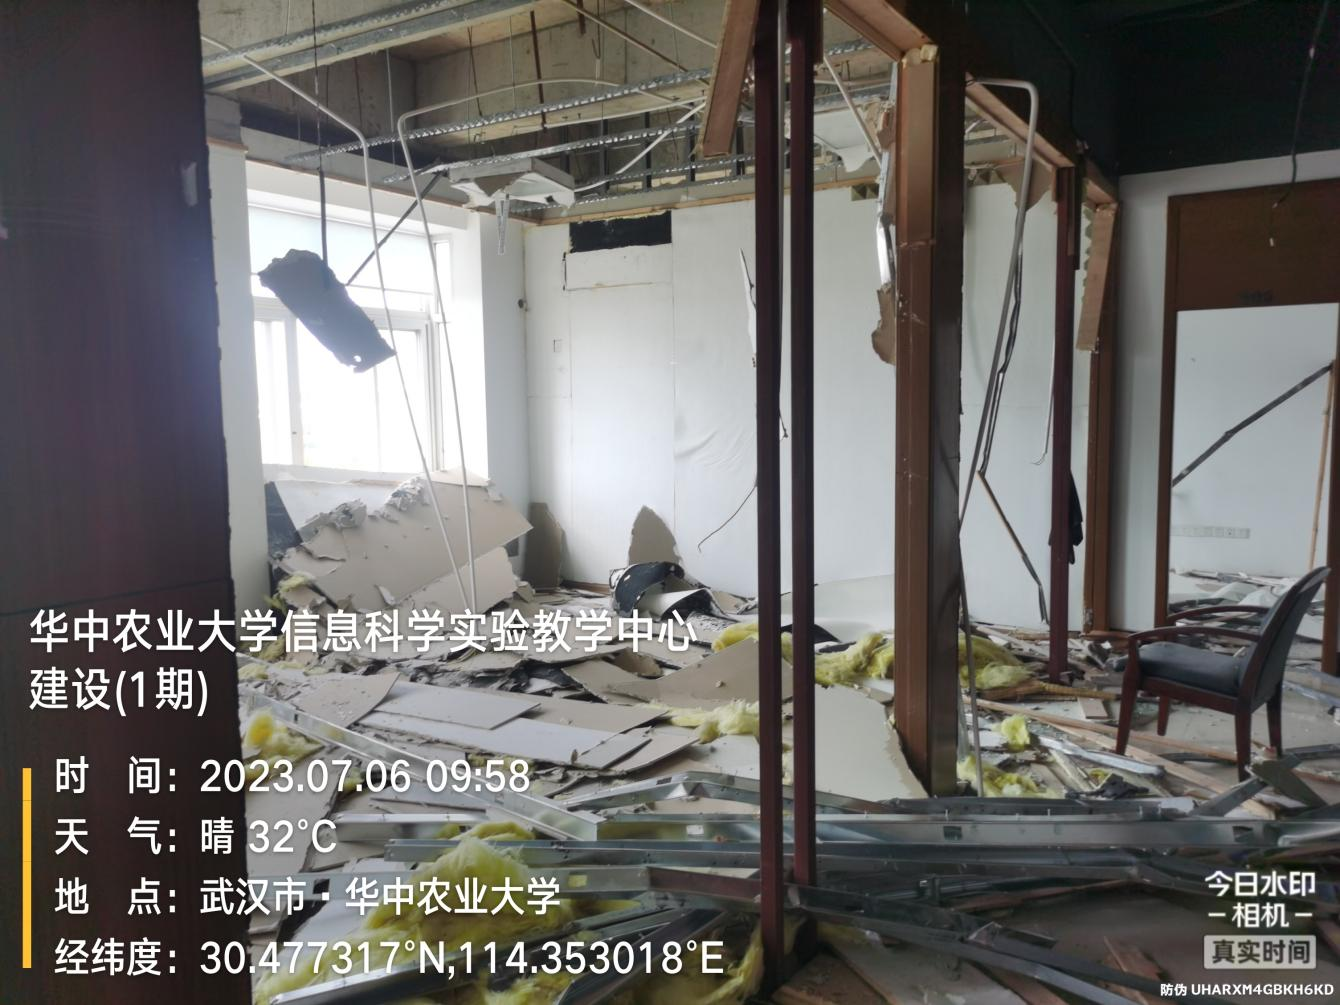 华中农业大学信息科学实验教学中心
建设(1期)
时 间：2023.07.06 09:58
天 气：晴 32°C
地 点：武汉市·华中农业大学
经纬度：30.477317°N,114.353018°E
今日水印
-相机-
真实时间
防伪 UHARXM4GBKH6KD